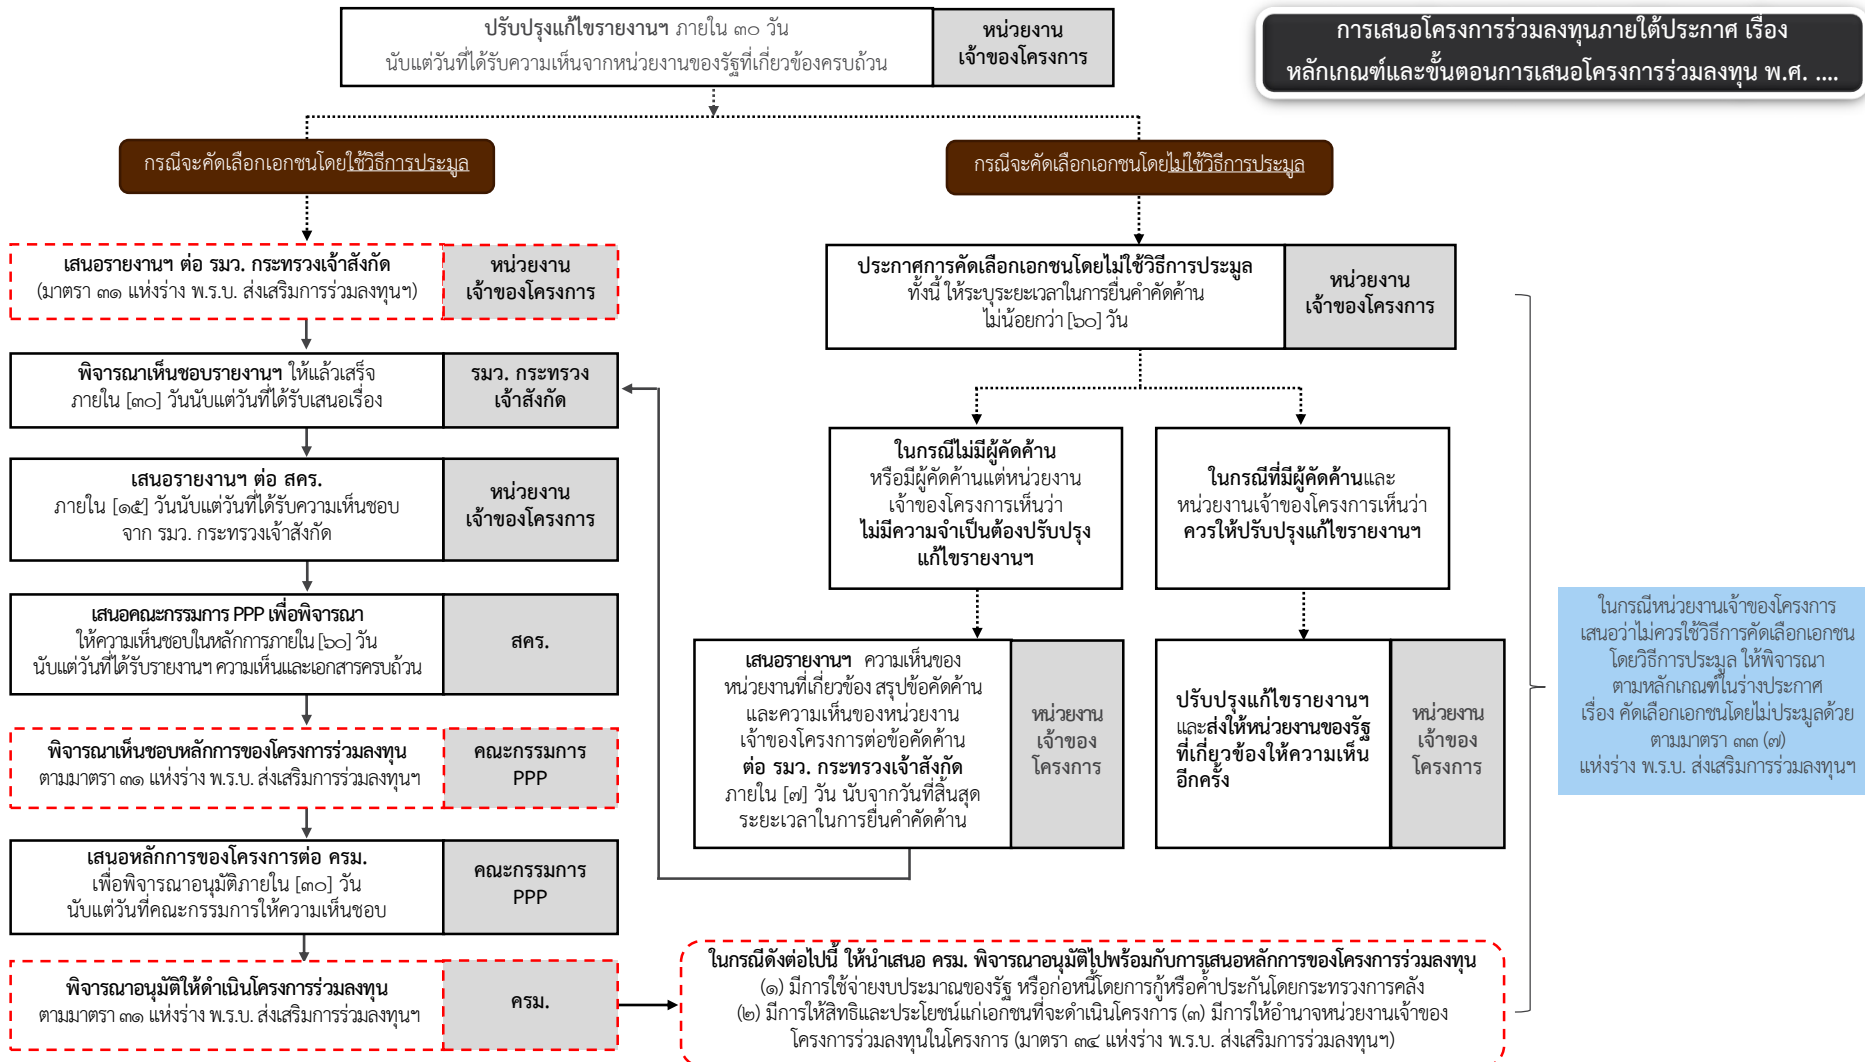 ปรับปรุงแก้ไขรายงานฯ ภายใน ๓๐ วัน
นับแต่วันที่ได้รับความเห็นจากหน่วยงานของรัฐที่เกี่ยวข้องครบถ้วน
หน่วยงาน
เจ้าของโครงการ
การเสนอโครงการร่วมลงทุนภายใต้ประกาศ เรื่อง
หลักเกณฑ์และขั้นตอนการเสนอโครงการร่วมลงทุน พ.ศ. ....
กรณีจะคัดเลือกเอกชนโดยใช้วิธีการประมูล
กรณีจะคัดเลือกเอกชนโดยไม่ใช้วิธีการประมูล
เสนอรายงานฯ ต่อ รมว. กระทรวงเจ้าสังกัด
(มาตรา ๓๑ แห่งร่าง พ.ร.บ. ส่งเสริมการร่วมลงทุนฯ)
หน่วยงาน
เจ้าของโครงการ
พิจารณาเห็นชอบรายงานฯ ให้แล้วเสร็จ
ภายใน [๓๐] วันนับแต่วันที่ได้รับเสนอเรื่อง
รมว. กระทรวง
เจ้าสังกัด
เสนอรายงานฯ ต่อ สคร.
ภายใน [๑๕] วันนับแต่วันที่ได้รับความเห็นชอบ
จาก รมว. กระทรวงเจ้าสังกัด
หน่วยงาน
เจ้าของโครงการ
เสนอคณะกรรมการ PPP เพื่อพิจารณา
ให้ความเห็นชอบในหลักการภายใน [๖๐] วัน
นับแต่วันที่ได้รับรายงานฯ ความเห็นและเอกสารครบถ้วน
สคร.
พิจารณาเห็นชอบหลักการของโครงการร่วมลงทุน
ตามมาตรา ๓๑ แห่งร่าง พ.ร.บ. ส่งเสริมการร่วมลงทุนฯ
คณะกรรมการ
PPP
เสนอหลักการของโครงการต่อ ครม.
เพื่อพิจารณาอนุมัติภายใน [๓๐] วัน
นับแต่วันที่คณะกรรมการให้ความเห็นชอบ
คณะกรรมการ
PPP
พิจารณาอนุมัติให้ดำเนินโครงการร่วมลงทุน
ตามมาตรา ๓๑ แห่งร่าง พ.ร.บ. ส่งเสริมการร่วมลงทุนฯ
ครม.
ประกาศการคัดเลือกเอกชนโดยไม่ใช้วิธีการประมูล
ทั้งนี้ ให้ระบุระยะเวลาในการยื่นคำคัดค้าน
ไม่น้อยกว่า [๖๐] วัน
หน่วยงาน
เจ้าของโครงการ
ในกรณีไม่มีผู้คัดค้าน
หรือมีผู้คัดค้านแต่หน่วยงาน
เจ้าของโครงการเห็นว่า
ไม่มีความจำเป็นต้องปรับปรุง
แก้ไขรายงานฯ
ในกรณีที่มีผู้คัดค้านและ
หน่วยงานเจ้าของโครงการเห็นว่า
ควรให้ปรับปรุงแก้ไขรายงานฯ
เสนอรายงานฯ ความเห็นของ
หน่วยงานที่เกี่ยวข้อง สรุปข้อคัดค้าน
และความเห็นของหน่วยงาน
เจ้าของโครงการต่อข้อคัดค้าน
ต่อ รมว. กระทรวงเจ้าสังกัด
ภายใน [๗] วัน นับจากวันที่สิ้นสุด
ระยะเวลาในการยื่นคำคัดค้าน
หน่วยงาน
เจ้าของ
โครงการ
ปรับปรุงแก้ไขรายงานฯ
และส่งให้หน่วยงานของรัฐ
ที่เกี่ยวข้องให้ความเห็น
อีกครั้ง
หน่วยงาน
เจ้าของ
โครงการ
ในกรณีหน่วยงานเจ้าของโครงการ
เสนอว่าไม่ควรใช้วิธีการคัดเลือกเอกชน
โดยวิธีการประมูล ให้พิจารณา
ตามหลักเกณฑ์ในร่างประกาศ
เรื่อง คัดเลือกเอกชนโดยไม่ประมูลด้วย
ตามมาตรา ๓๓ (๗)
แห่งร่าง พ.ร.บ. ส่งเสริมการร่วมลงทุนฯ
ในกรณีดังต่อไปนี้ ให้นำเสนอ ครม. พิจารณาอนุมัติไปพร้อมกับการเสนอหลักการของโครงการร่วมลงทุน
(๑) มีการใช้จ่ายงบประมาณของรัฐ หรือก่อหนี้โดยการกู้หรือค้ำประกันโดยกระทรวงการคลัง
(๒) มีการให้สิทธิและประโยชน์แก่เอกชนที่จะดำเนินโครงการ (๓) มีการให้อำนาจหน่วยงานเจ้าของ
โครงการร่วมลงทุนในโครงการ (มาตรา ๓๔ แห่งร่าง พ.ร.บ. ส่งเสริมการร่วมลงทุนฯ)